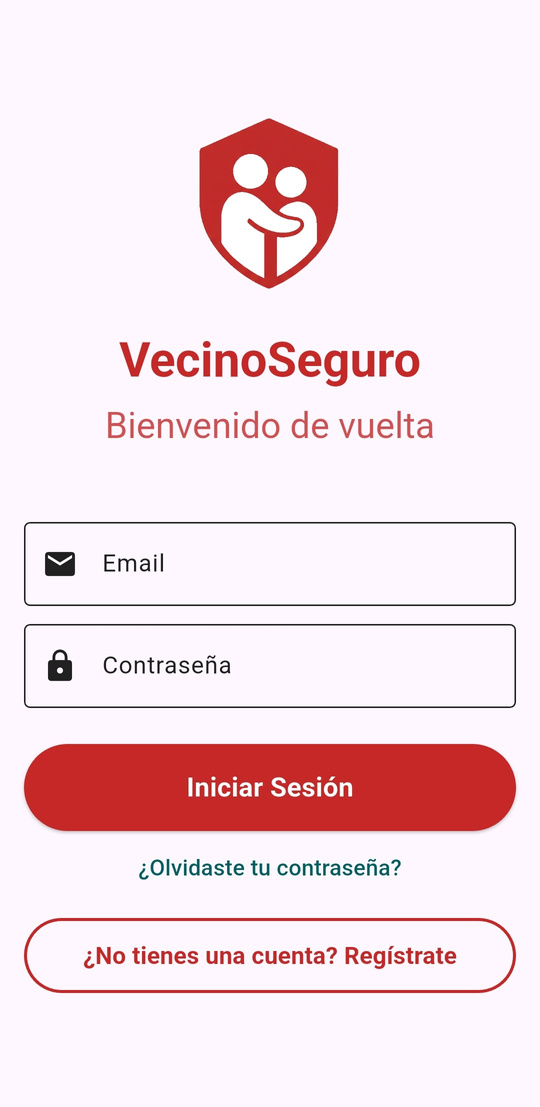 VecinoSeguro
Bienvenido de vuelta
Email
Contraseña
Iniciar Sesión
¿Olvidaste tu contraseña?
¿No tienes una cuenta? Regístrate